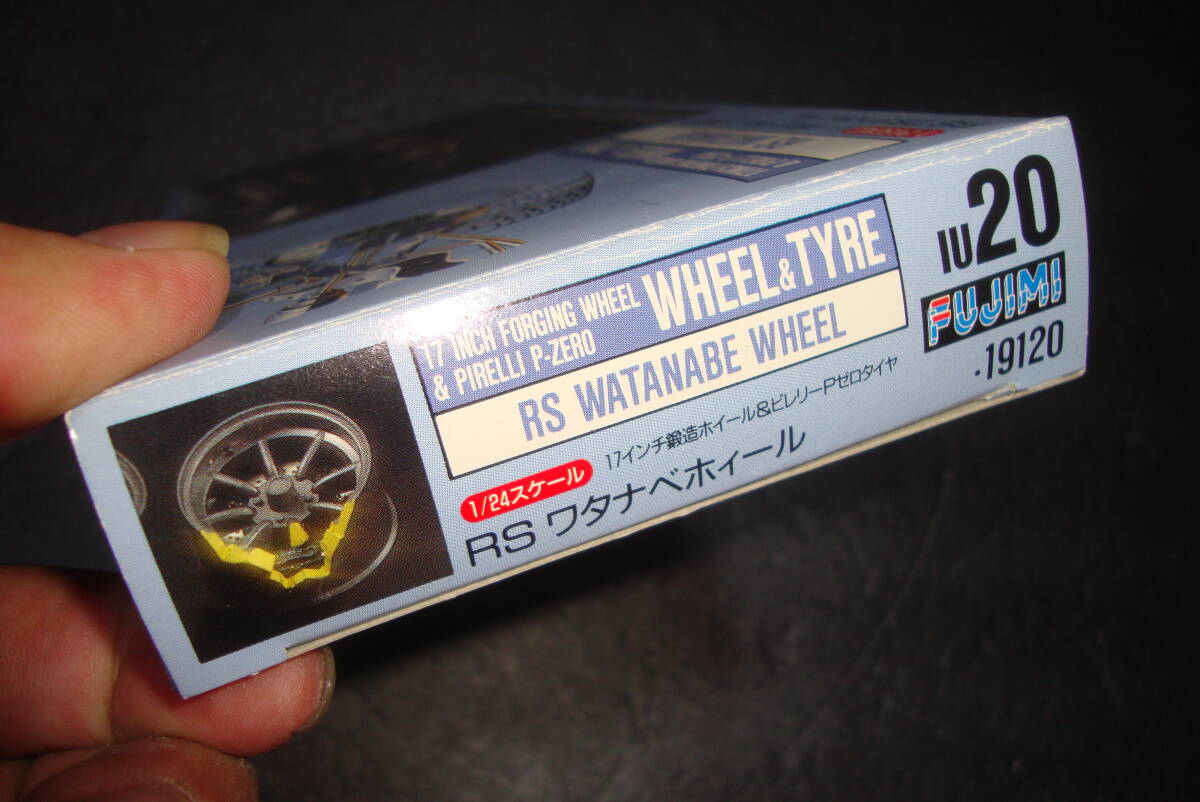 17 INCH FORGING WHEEL
& PIRELLI P-ZERO
WHEEL & TYRE
RS WATANABE WHEEL
1/24スケール
17インチ鍛造ホイール&ピレリーPゼロタイヤ
RS ワタナベホイール
IU 20
FUJIMI
・19120